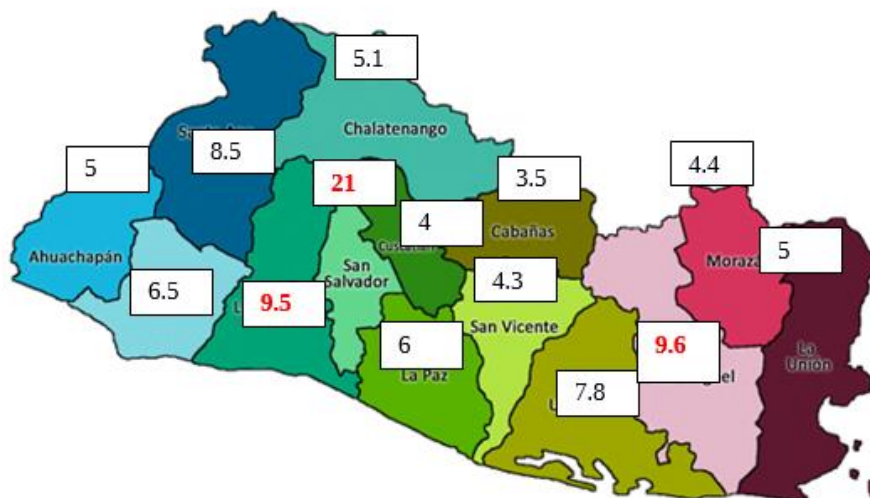 5.1
Chalatenango
8.5
5
21
3.5
4.4
4
Cabañas
Ahuachapán
San
Salvador
5
6.5
9.5
4.3
San Vicente
6
La Paz
9.6
La
Unión
7.8